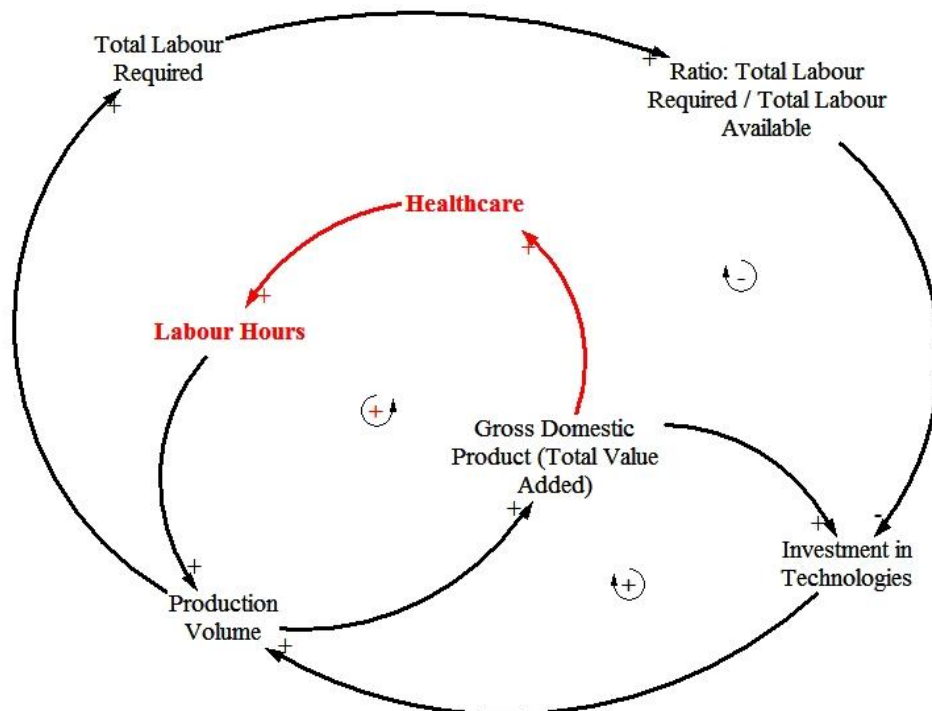 Total Labour
Required
Ratio: Total Labour
Required / Total Labour
Available
Healthcare
Labour Hours
Gross Domestic
Product (Total Value
Added)
Investment in
Technologies
Production
Volume
+
+
+
+
-
+
+
+
+
-
+
+
+